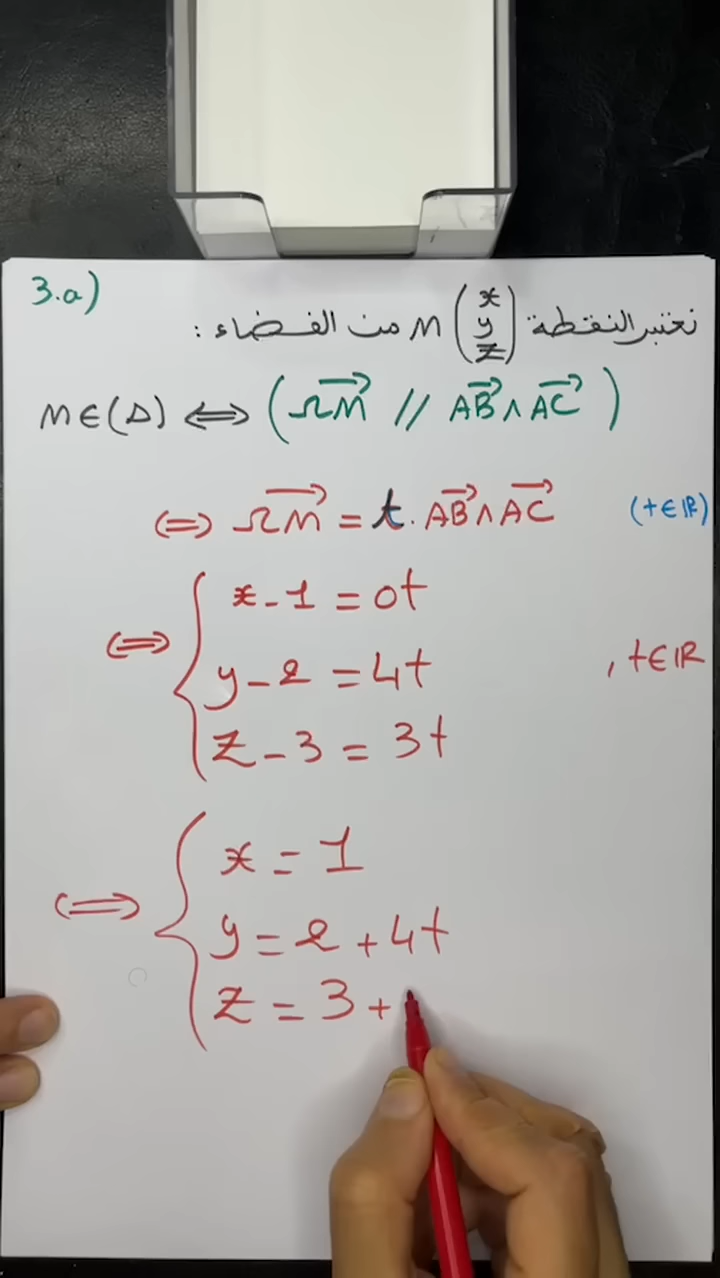 3.a)
نعتبر النقطة M (x y z) من الفضاء :
M∈(Δ) ⟺ (ΩM⃗ // AB⃗ ∧ AC⃗)
⟺ ΩM⃗ = t. AB⃗ ∧ AC⃗ (t∈ℝ)
⟺ { x - 1 = 0t
y - 2 = 4t , t∈ℝ
z - 3 = 3t
⟺ { x = 1
y = 2 + 4t
z = 3 +